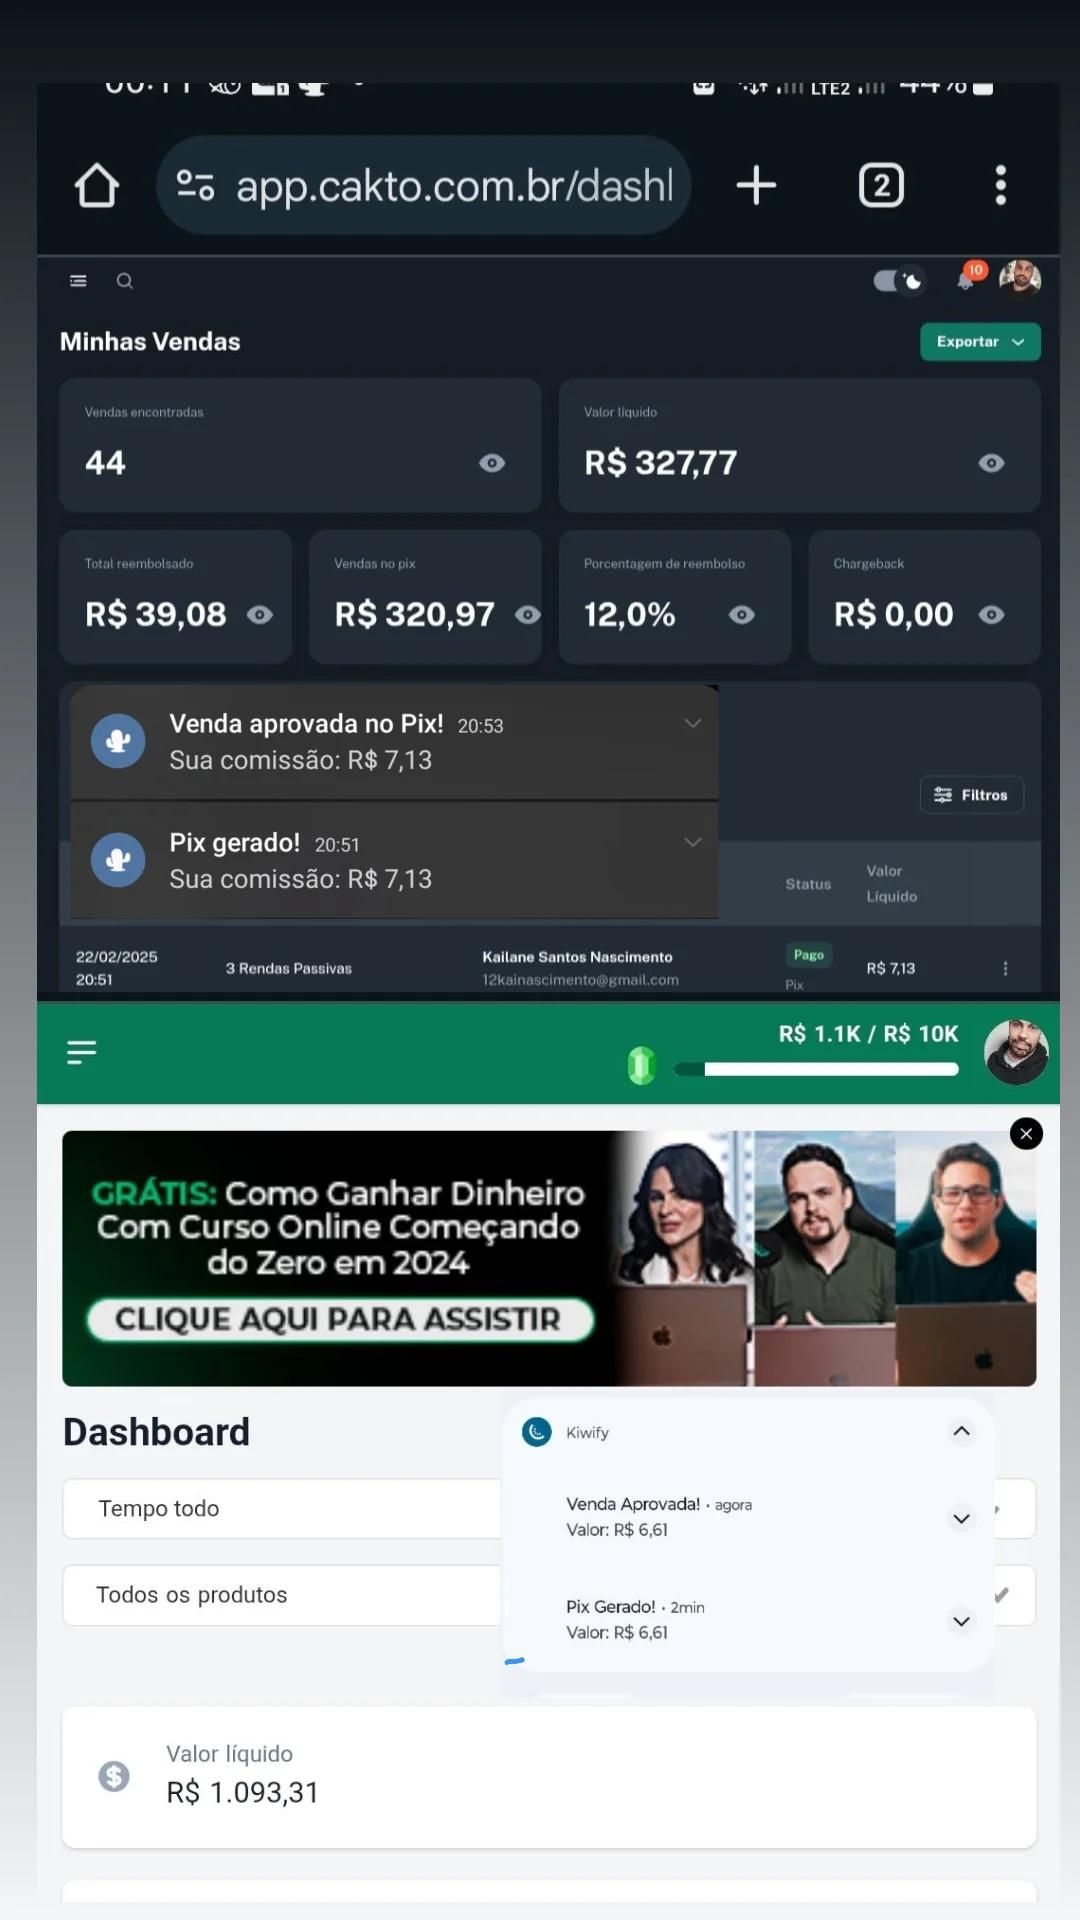 LTE2
app.cakto.com.br/dashl
2
10
Minhas Vendas
Exportar
Vendas encontradas
44
Valor líquido
R$ 327,77
Total reembolsado
R$ 39,08
Vendas no pix
R$ 320,97
Porcentagem de reembolso
12,0%
Chargeback
R$ 0,00
Venda aprovada no Pix! 20:53
Sua comissão: R$ 7,13
Filtros
Pix gerado! 20:51
Sua comissão: R$ 7,13
Status
Valor
Líquido
22/02/2025
20:51
3 Rendas Passivas
Kailane Santos Nascimento
12kainascimento@gmail.com
Pago
Pix
R$ 7,13
R$ 1.1K / R$ 10K
GRÁTIS: Como Ganhar Dinheiro
Com Curso Online Começando
do Zero em 2024
CLIQUE AQUI PARA ASSISTIR
Dashboard
Kiwify
Tempo todo
Venda Aprovada! · agora
Valor: R$ 6,61
Todos os produtos
Pix Gerado! · 2min
Valor: R$ 6,61
Valor líquido
R$ 1.093,31